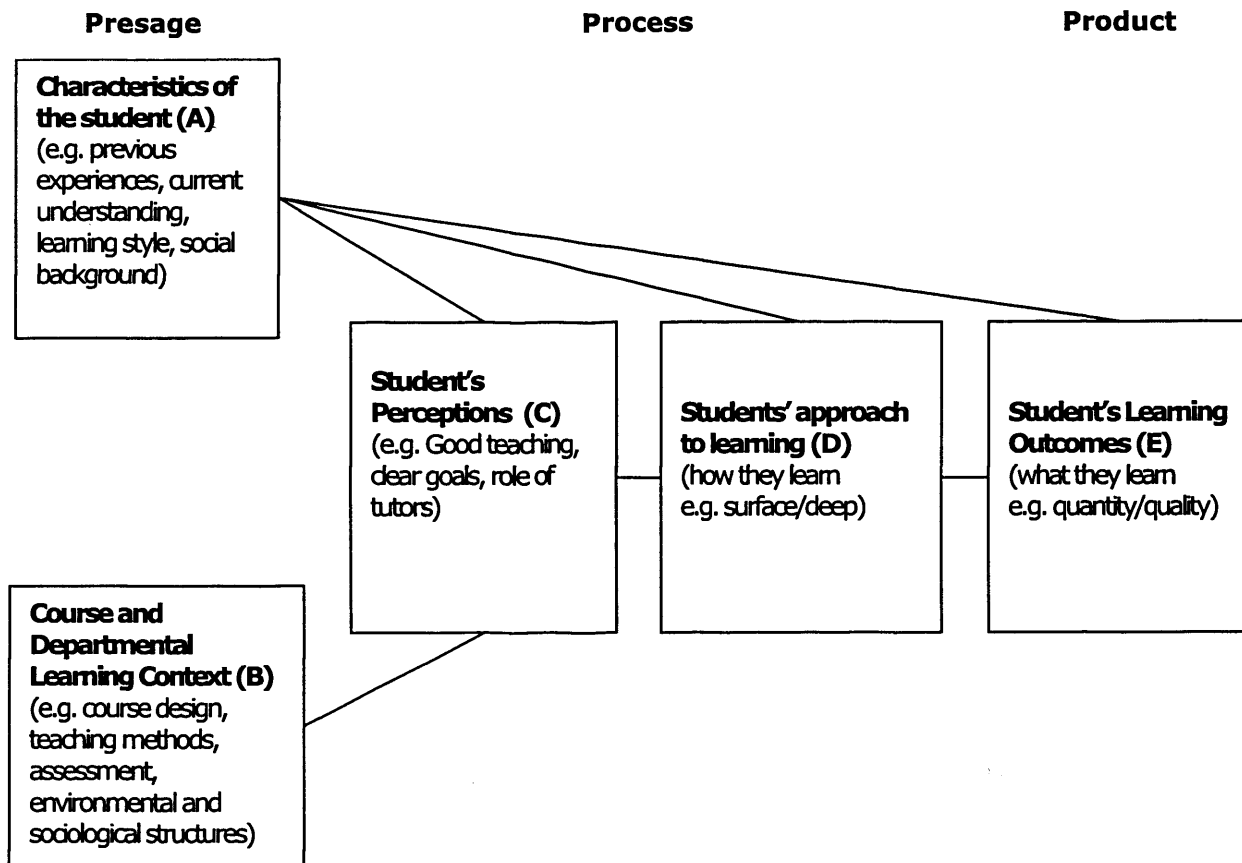 Presage
Process
Product
Characteristics of
the student (A)
(e.g. previous
experiences, current
understanding,
learning style, social
background)
Student's
Perceptions (C)
(e.g. Good teaching,
clear goals, role of
tutors)
Students' approach
to learning (D)
(how they learn
e.g. surface/deep)
Student's Learning
Outcomes (E)
(what they learn
e.g. quantity/quality)
Course and
Departmental
Learning Context (B)
(e.g. course design,
teaching methods,
assessment,
environmental and
sociological structures)